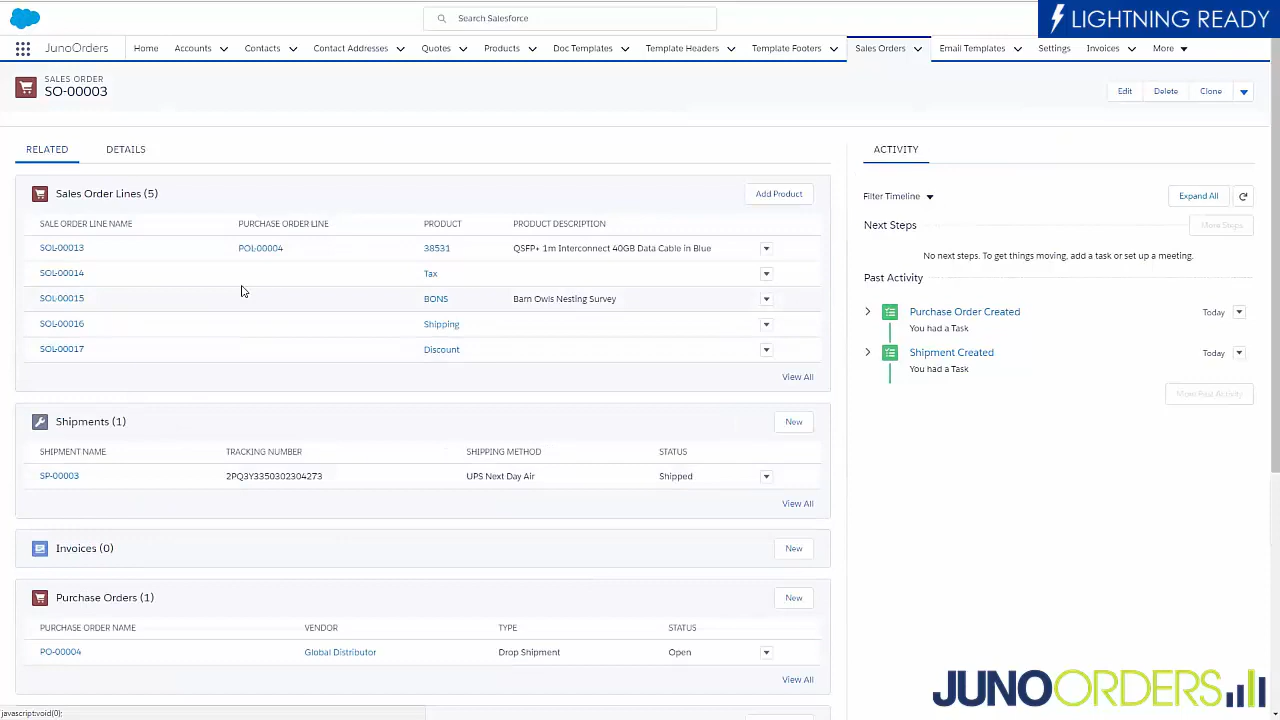 Search Salesforce
LIGHTNING READY
JunoOrders
Home Accounts Contacts Contact Addresses Quotes Products Doc Templates Template Headers Template Footers Sales Orders Email Templates Settings Invoices More
SALES ORDER
SO-00003
Edit Delete Clone
RELATED DETAILS
Sales Order Lines (5)
Add Product
SALE ORDER LINE NAME PURCHASE ORDER LINE PRODUCT PRODUCT DESCRIPTION
SOL-00013 POL-00004 38531 QSFP+ 1m Interconnect 40GB Data Cable in Blue
SOL-00014 Tax
SOL-00015 BONS Barn Owls Nesting Survey
SOL-00016 Shipping
SOL-00017 Discount
View All
Shipments (1)
New
SHIPMENT NAME TRACKING NUMBER SHIPPING METHOD STATUS
SP-00003 2PQ3Y3350302304273 UPS Next Day Air Shipped
View All
Invoices (0)
New
Purchase Orders (1)
New
PURCHASE ORDER NAME VENDOR TYPE STATUS
PO-00004 Global Distributor Drop Shipment Open
View All
ACTIVITY
Filter Timeline
Expand All
Next Steps
More Steps
No next steps. To get things moving, add a task or set up a meeting.
Past Activity
Purchase Order Created Today
You had a Task
Shipment Created Today
You had a Task
More Past Activity
JUNOORDERS
javascript:void(0);